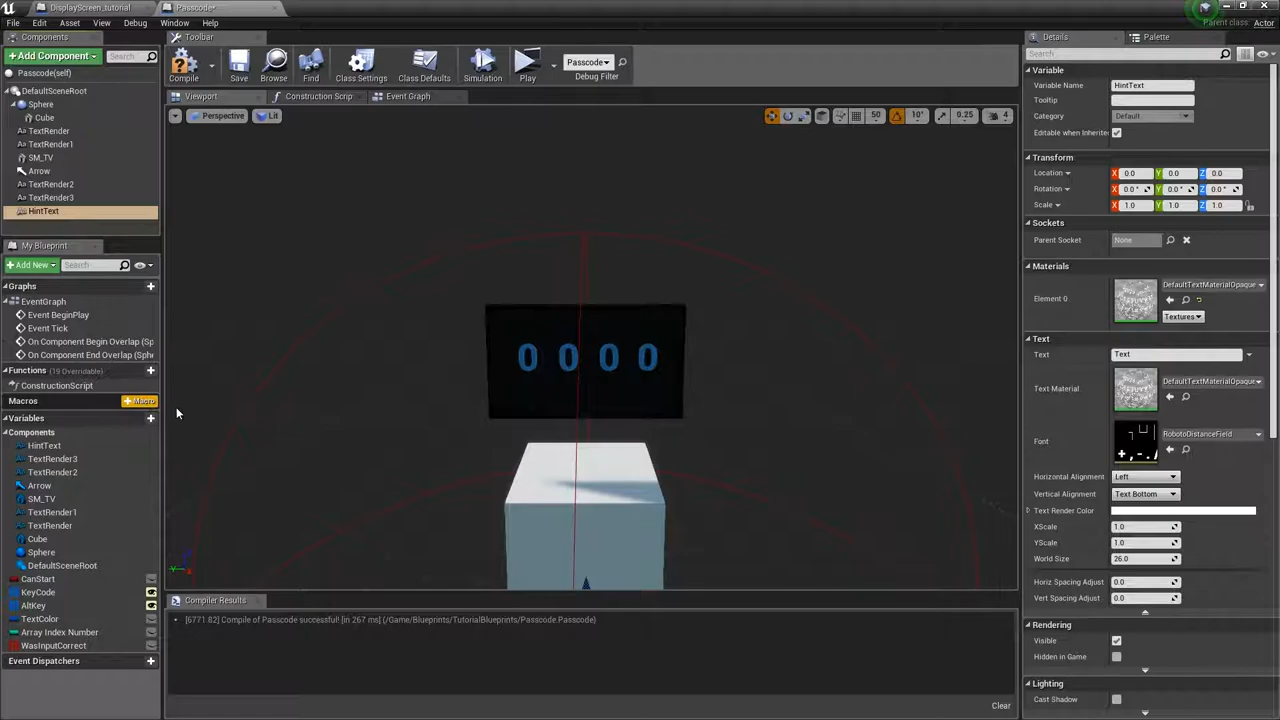 DisplayScreen_tutorial
Passcode*
File Edit Asset View Debug Window Help
Parent class: Actor
Components
+ Add Component
Search
Passcode(self)
DefaultSceneRoot
Sphere
Cube
TextRender
TextRender1
SM_TV
Arrow
TextRender2
TextRender3
HintText
My Blueprint
+ Add New
Search
Graphs
EventGraph
Event BeginPlay
Event Tick
On Component Begin Overlap (Sp
On Component End Overlap (Sphe
Functions (19 Overridable)
ConstructionScript
Macros
+ Macro
Variables
Components
HintText
TextRender3
TextRender2
Arrow
SM_TV
TextRender1
TextRender
Cube
Sphere
DefaultSceneRoot
CanStart
KeyCode
AltKey
TextColor
Array Index Number
WasInputCorrect
Event Dispatchers
Toolbar
Compile
Save
Browse
Find
Class Settings
Class Defaults
Simulation
Play
Passcode
Debug Filter
Viewport
Construction Scrip
Event Graph
Perspective
Lit
50
10°
0.25
4
0 0 0 0
Compiler Results
[6771 82] Compile of Passcode successful! [in 267 ms] (/Game/Blueprints/TutorialBlueprints/Passcode.Passcode)
Clear
Details
Palette
Search
Variable
Variable Name HintText
Tooltip
Category Default
Editable when Inherite
Transform
Location X 0.0 Y 0.0 Z 0.0
Rotation X 0.0 ° Y 0.0 ° Z 0.0 °
Scale X 1.0 Y 1.0 Z 1.0
Sockets
Parent Socket None
Materials
Element 0
DefaultTextMaterialOpaque
Textures
Text
Text Text
Text Material DefaultTextMaterialOpaque
Font RobotoDistanceField
Horizontal Alignment Left
Vertical Alignment Text Bottom
Text Render Color
XScale 1.0
YScale 1.0
World Size 26.0
Horiz Spacing Adjust 0.0
Vert Spacing Adjust 0.0
Rendering
Visible
Hidden in Game
Lighting
Cast Shadow